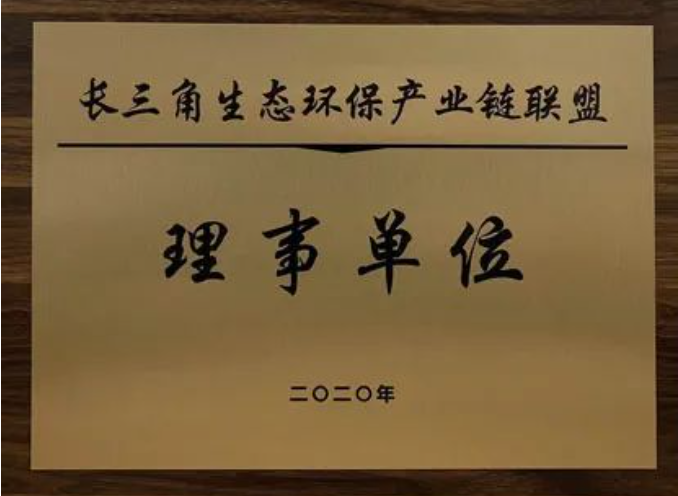 长三角生态环保产业链联盟
理事单位
二〇二〇年